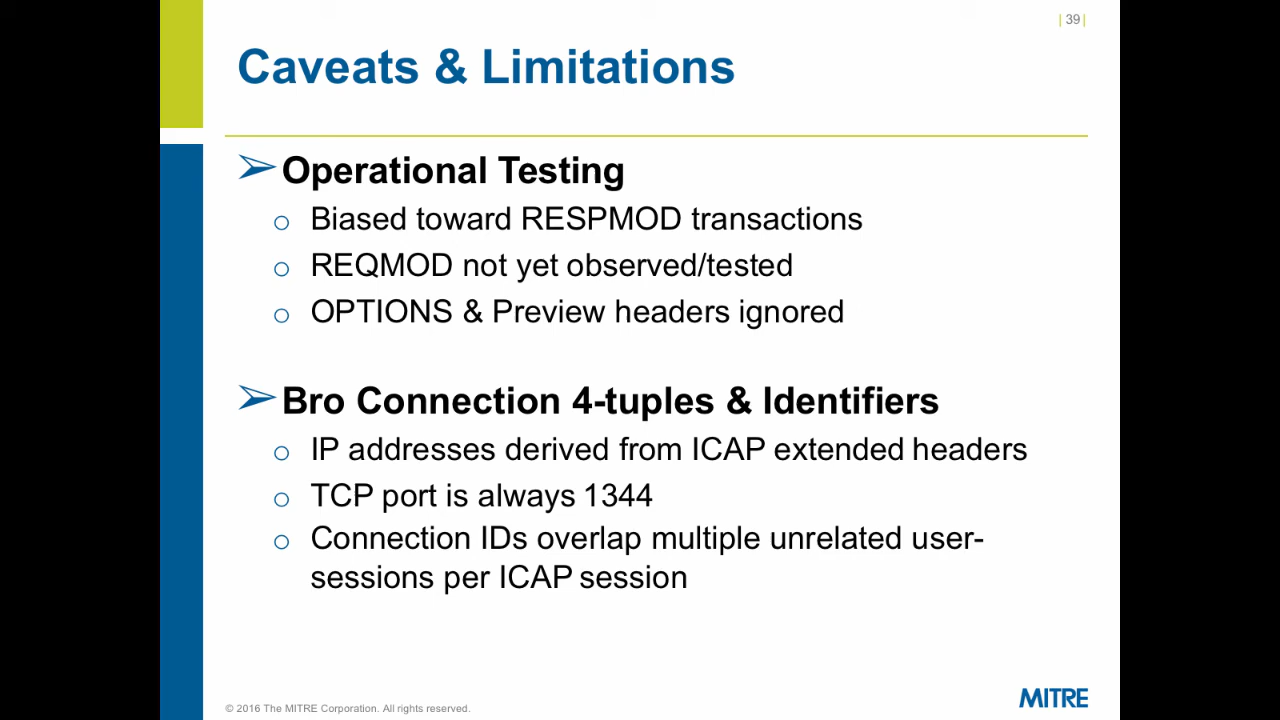 | 39 |
Caveats & Limitations
➢Operational Testing
o Biased toward RESPMOD transactions
o REQMOD not yet observed/tested
o OPTIONS & Preview headers ignored
➢Bro Connection 4-tuples & Identifiers
o IP addresses derived from ICAP extended headers
o TCP port is always 1344
o Connection IDs overlap multiple unrelated user-
sessions per ICAP session
© 2016 The MITRE Corporation. All rights reserved.
MITRE